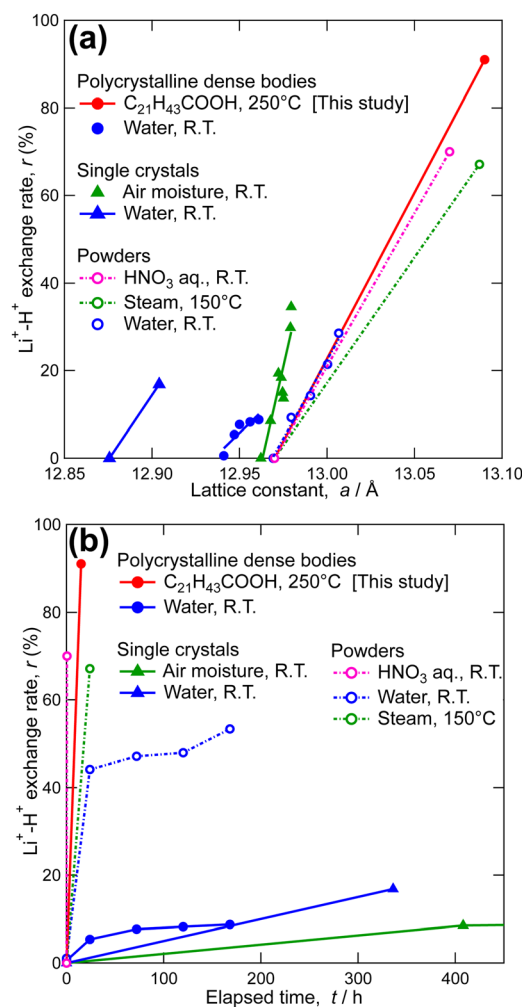 (a)
100
80
60
40
20
0
Li⁺-H⁺ exchange rate, r (%)
Polycrystalline dense bodies
C₂₁H₄₃COOH, 250°C [This study]
Water, R.T.
Single crystals
Air moisture, R.T.
Water, R.T.
Powders
HNO₃ aq., R.T.
Steam, 150°C
Water, R.T.
12.85 12.90 12.95 13.00 13.05 13.10
Lattice constant, a / Å
(b)
100
80
60
40
20
0
Li⁺-H⁺ exchange rate, r (%)
Polycrystalline dense bodies
C₂₁H₄₃COOH, 250°C [This study]
Water, R.T.
Single crystals
Air moisture, R.T.
Water, R.T.
Powders
HNO₃ aq., R.T.
Water, R.T.
Steam, 150°C
0 100 200 300 400
Elapsed time, t / h